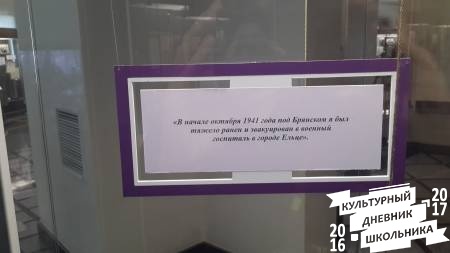 «В начале октября 1941 года под Брянском я был
тяжело ранен и эвакуирован в военный
госпиталь в городе Ельце».
КУЛЬТУРНЫЙ
ДНЕВНИК
ШКОЛЬНИКА
2016
2017